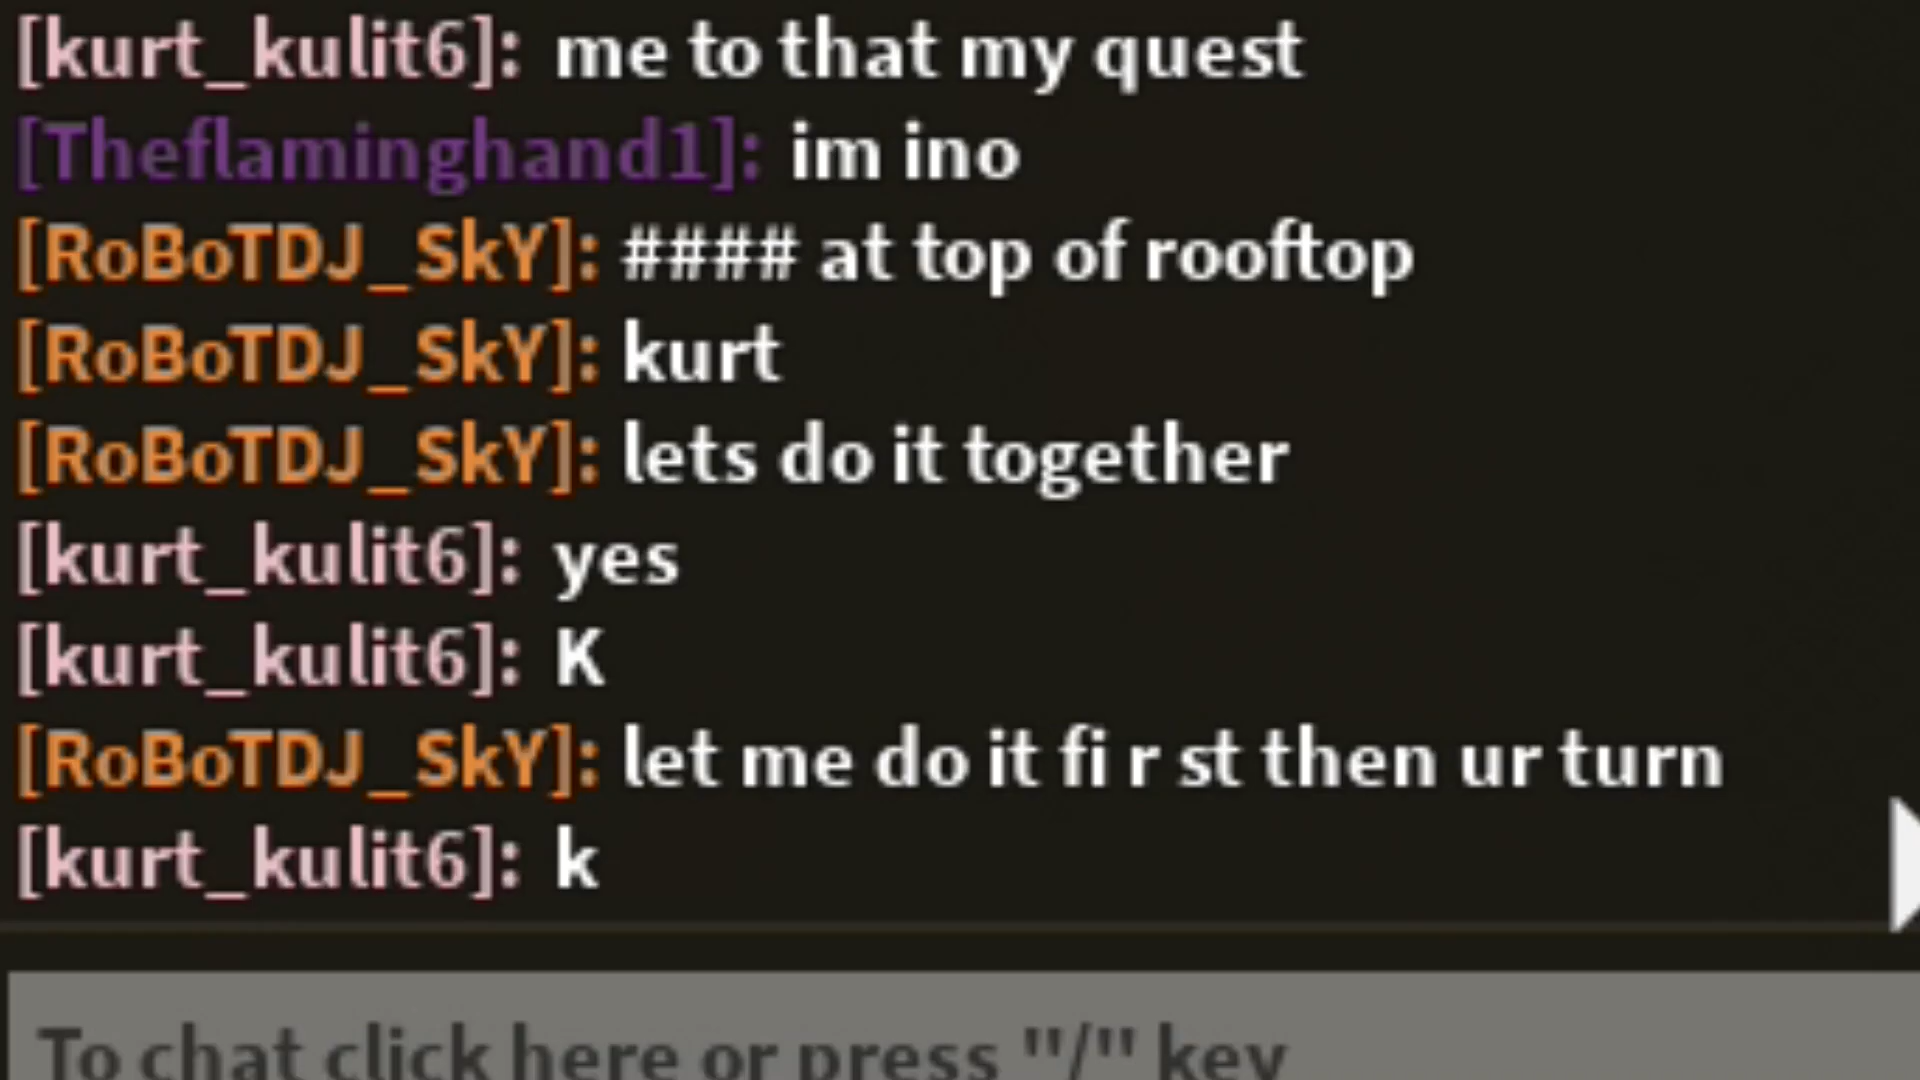 [kurt_kulit6]: me to that my quest
[Theflaminghand1]: im ino
[RoBoTDJ_SkY]: #### at top of rooftop
[RoBoTDJ_SkY]: kurt
[RoBoTDJ_SkY]: lets do it together
[kurt_kulit6]: yes
[kurt_kulit6]: K
[RoBoTDJ_SkY]: let me do it fi r st then ur turn
[kurt_kulit6]: k
To chat click here or press "/" key